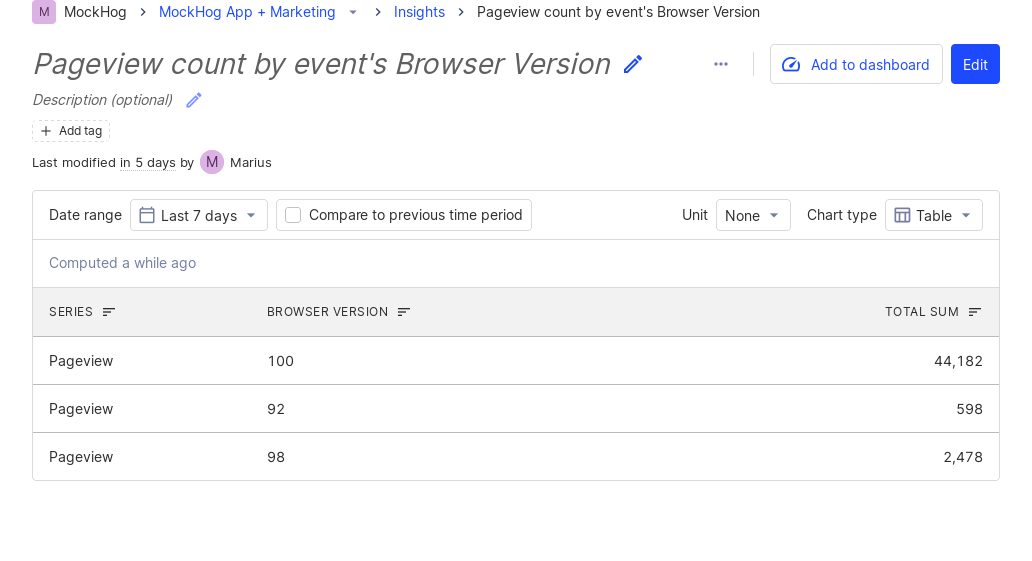 M MockHog MockHog App + Marketing Insights Pageview count by event's Browser Version
Pageview count by event's Browser Version Add to dashboard Edit
Description (optional)
Add tag
Last modified in 5 days by M Marius
Date range Last 7 days Compare to previous time period Unit None Chart type Table
Computed a while ago
SERIES BROWSER VERSION TOTAL SUM
Pageview 100 44,182
Pageview 92 598
Pageview 98 2,478